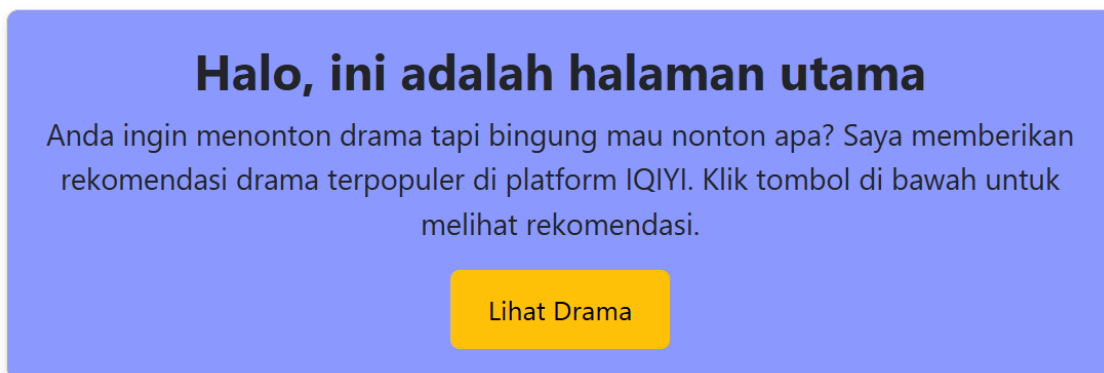 Halo, ini adalah halaman utama
Anda ingin menonton drama tapi bingung mau nonton apa? Saya memberikan
rekomendasi drama terpopuler di platform IQIYI. Klik tombol di bawah untuk
melihat rekomendasi.
Lihat Drama